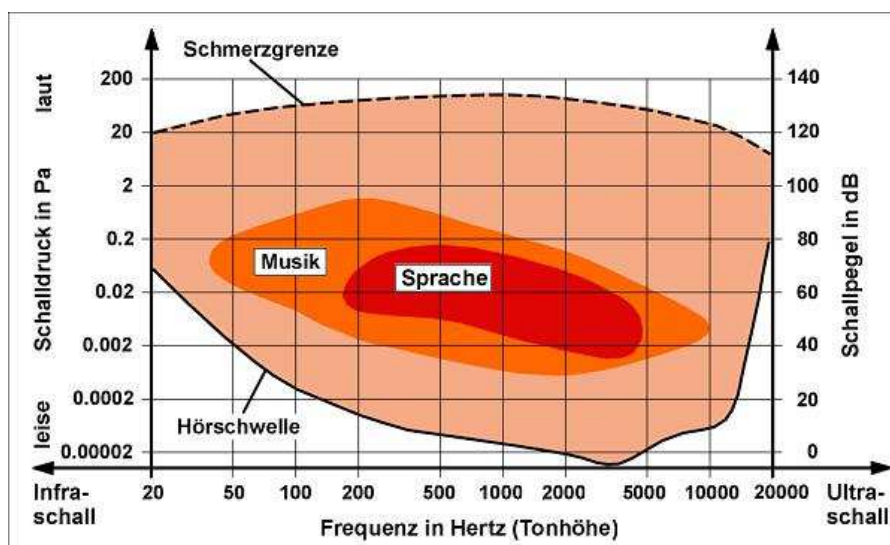 Schmerzgrenze
laut
leise
Schalldruck in Pa
200
20
2
0.2
0.02
0.002
0.0002
0.00002
Musik
Sprache
Hörschwelle
140
120
100
80
60
40
20
0
Schallpegel in dB
Infra-
schall
20
50
100
200
500
1000
2000
5000
10000
20000
Ultra-
schall
Frequenz in Hertz (Tonhöhe)